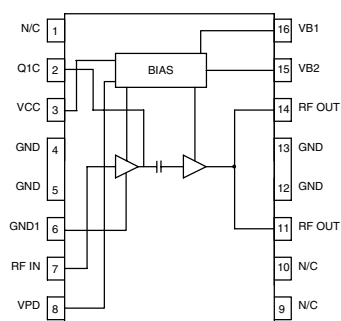 N/C 1 16 VB1
Q1C 2 BIAS 15 VB2
VCC 3 14 RF OUT
GND 4 13 GND
GND 5 12 GND
GND1 6 11 RF OUT
RF IN 7 10 N/C
VPD 8 9 N/C